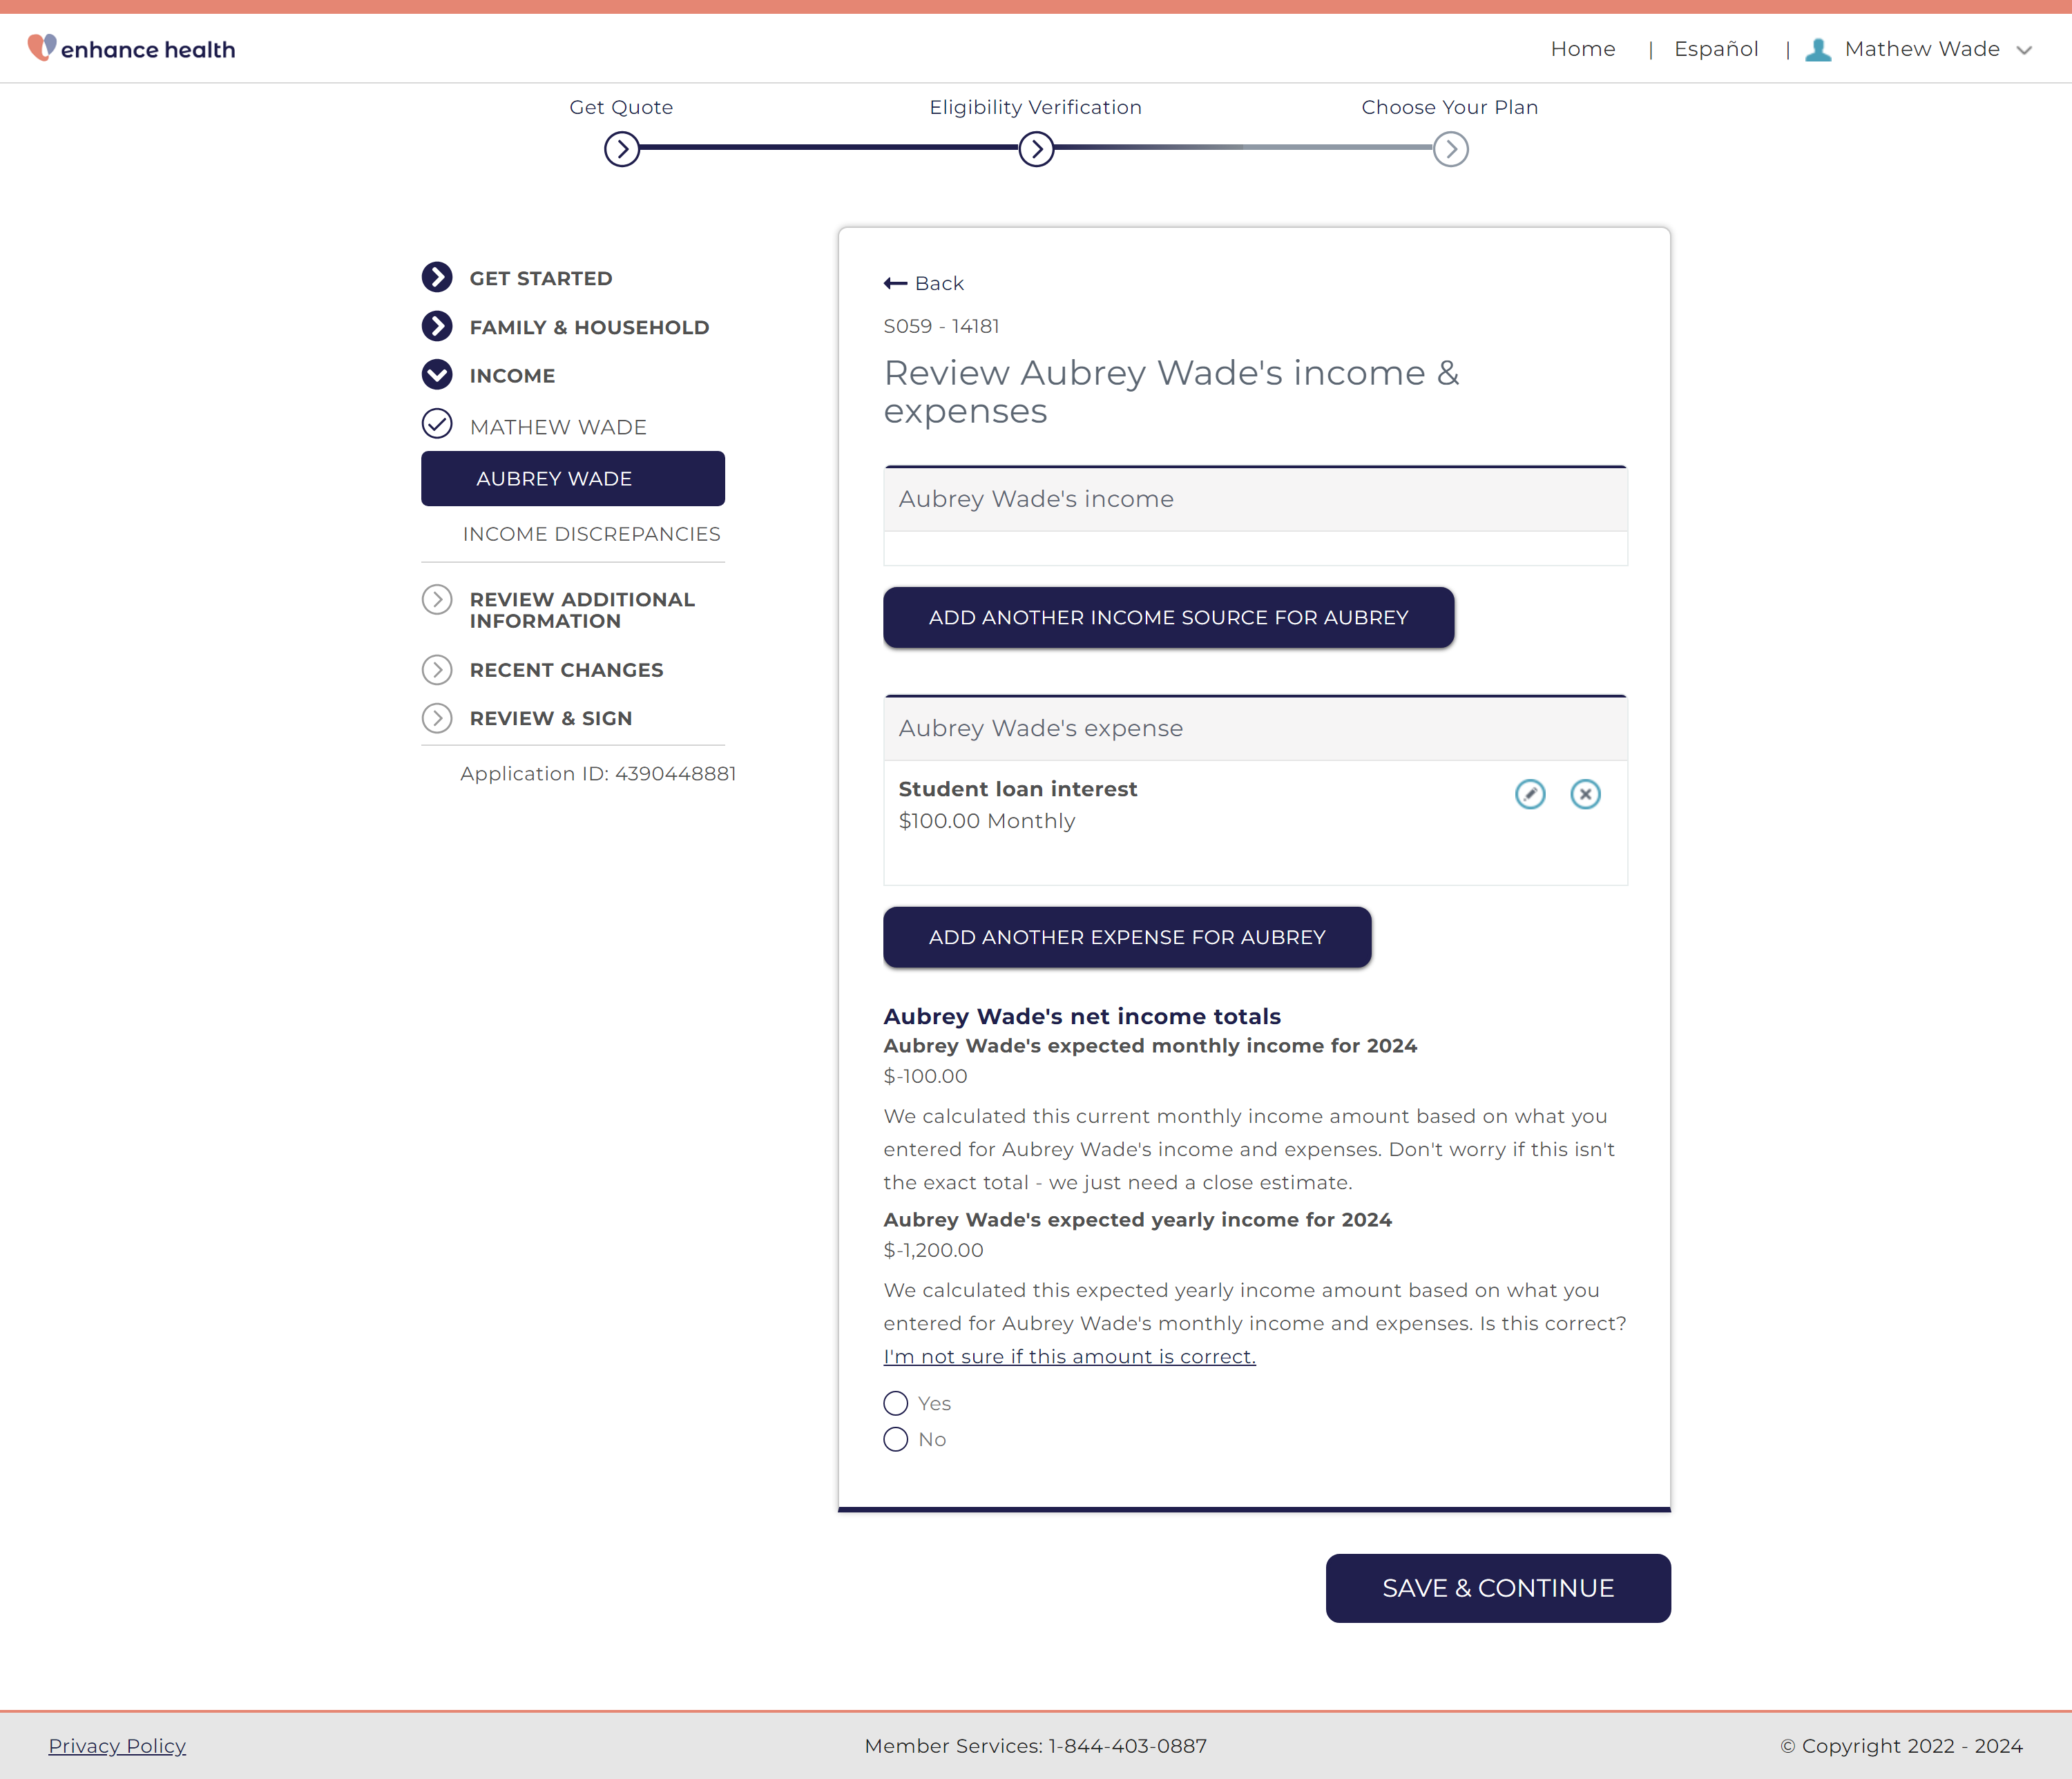 enhance health
Home | Español | Mathew Wade
Get Quote
Eligibility Verification
Choose Your Plan
GET STARTED
FAMILY & HOUSEHOLD
INCOME
MATHEW WADE
AUBREY WADE
INCOME DISCREPANCIES
REVIEW ADDITIONAL
INFORMATION
RECENT CHANGES
REVIEW & SIGN
Application ID: 4390448881
Back
S059 - 14181
Review Aubrey Wade's income &
expenses
Aubrey Wade's income
ADD ANOTHER INCOME SOURCE FOR AUBREY
Aubrey Wade's expense
Student loan interest
$100.00 Monthly
ADD ANOTHER EXPENSE FOR AUBREY
Aubrey Wade's net income totals
Aubrey Wade's expected monthly income for 2024
$-100.00
We calculated this current monthly income amount based on what you
entered for Aubrey Wade's income and expenses. Don't worry if this isn't
the exact total - we just need a close estimate.
Aubrey Wade's expected yearly income for 2024
$-1,200.00
We calculated this expected yearly income amount based on what you
entered for Aubrey Wade's monthly income and expenses. Is this correct?
I'm not sure if this amount is correct.
Yes
No
SAVE & CONTINUE
Privacy Policy
Member Services: 1-844-403-0887
© Copyright 2022 - 2024